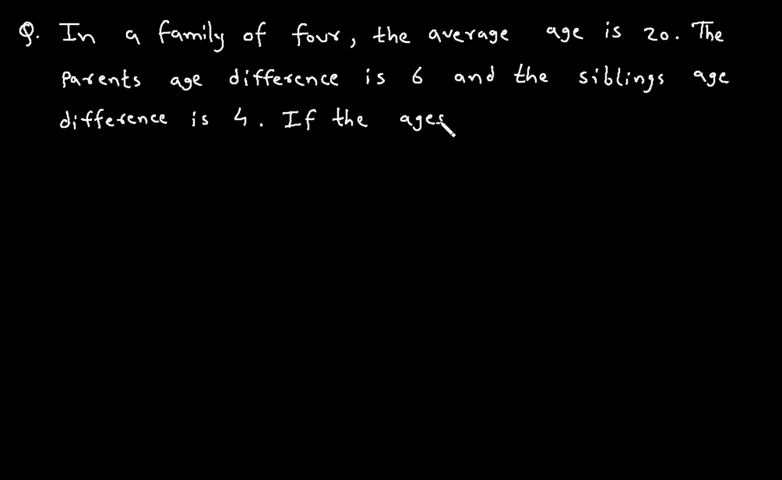 Q. In a family of four, the average age is 20. The
Parents age difference is 6 and the siblings age
difference is 4. If the ages